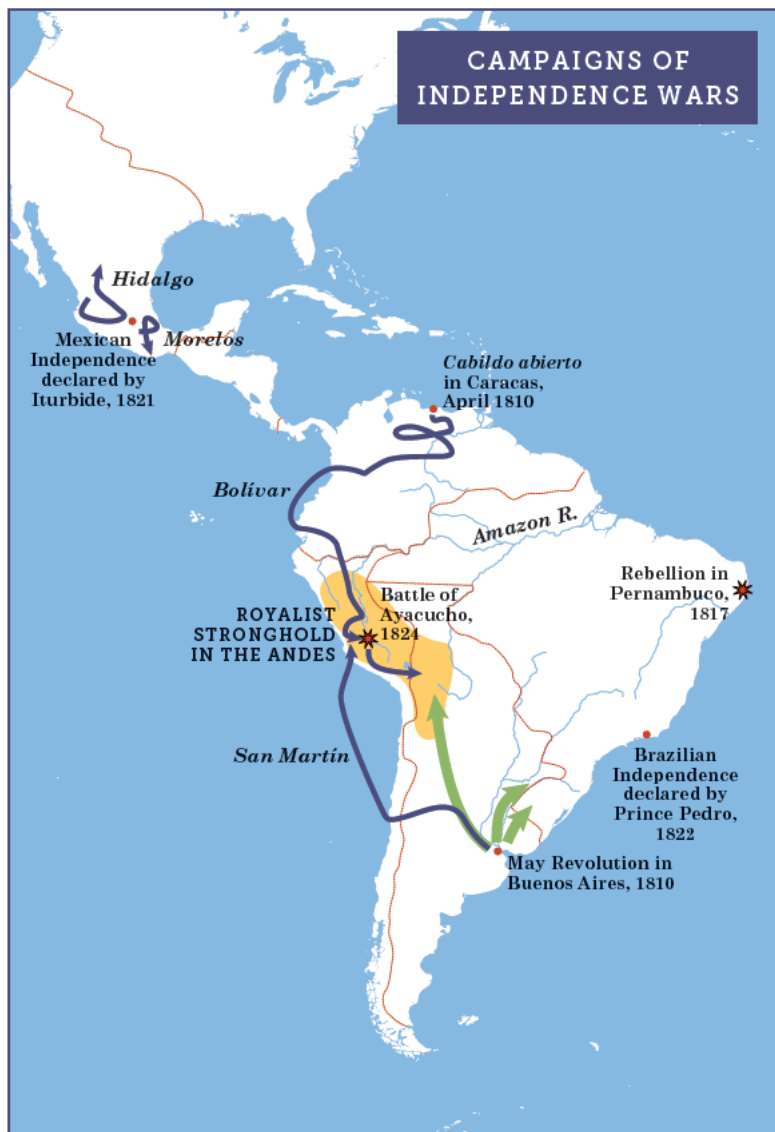 CAMPAIGNS OF
INDEPENDENCE WARS
Hidalgo
Morelos
Mexican
Independence
declared by
Iturbide, 1821
Cabildo abierto
in Caracas,
April 1810
Bolívar
Amazon R.
Rebellion in
Pernambuco,
1817
Battle of
Ayacucho,
1824
ROYALIST
STRONGHOLD
IN THE ANDES
San Martín
Brazilian
Independence
declared by
Prince Pedro,
1822
May Revolution in
Buenos Aires, 1810